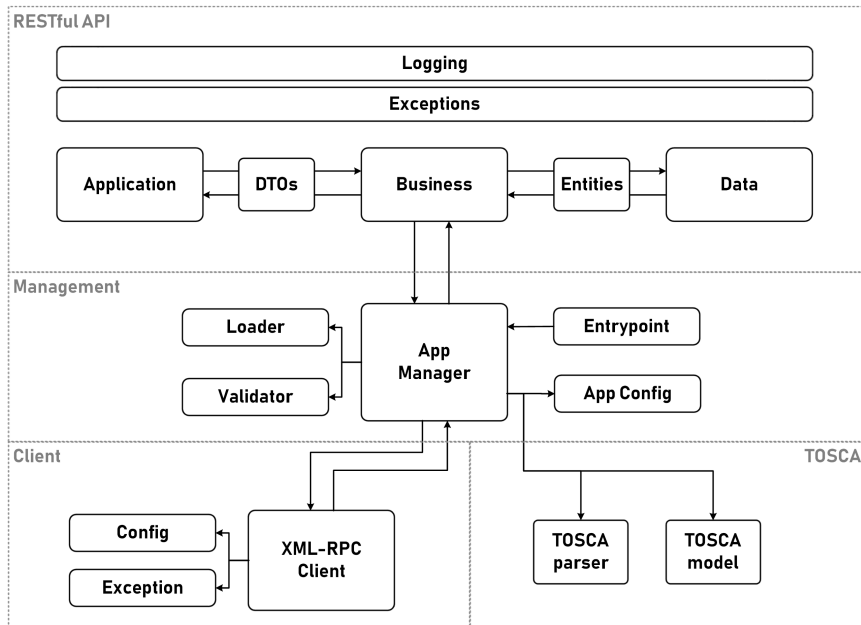 RESTful API
Logging
Exceptions
Application
DTOs
Business
Entities
Data
Management
Loader
App
Manager
Entrypoint
Validator
App Config
Client
TOSCA
Config
XML-RPC
Client
Exception
TOSCA
parser
TOSCA
model